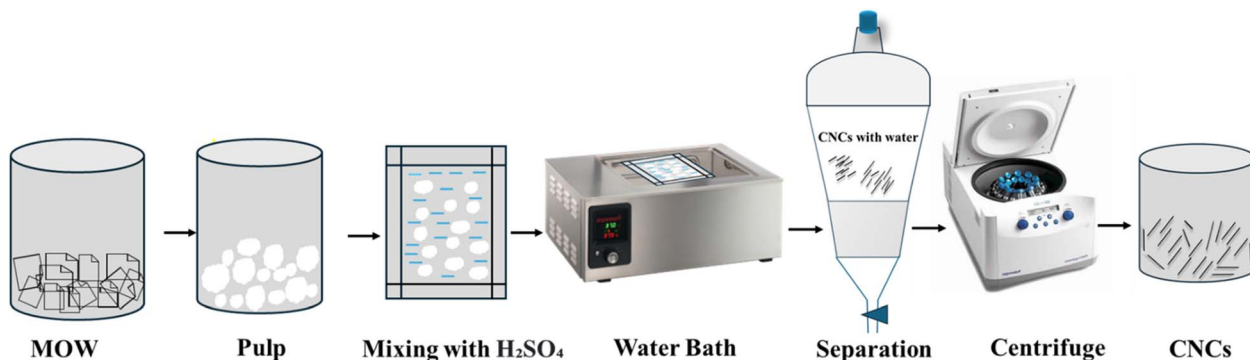 CNCs with water
MOW
Pulp
Mixing with H₂SO₄
Water Bath
Separation
Centrifuge
CNCs